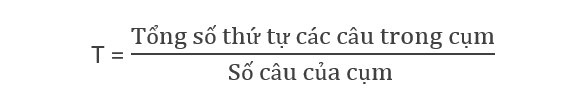 T = Tổng số thứ tự các câu trong cụm
Số câu của cụm